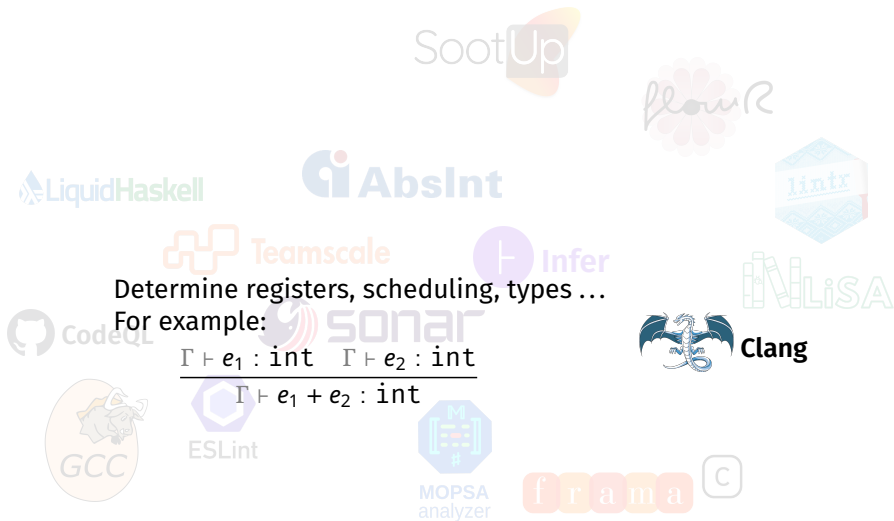 SootUp
flowR
LiquidHaskell
AbsInt
lintr
Teamscale
Infer
LiSA
Determine registers, scheduling, types …
For example:
CodeQL
sonar
Clang
Γ ⊢ e₁ : int Γ ⊢ e₂ : int
Γ ⊢ e₁ + e₂ : int
GCC
ESLint
M
MOPSA
analyzer
frama
C